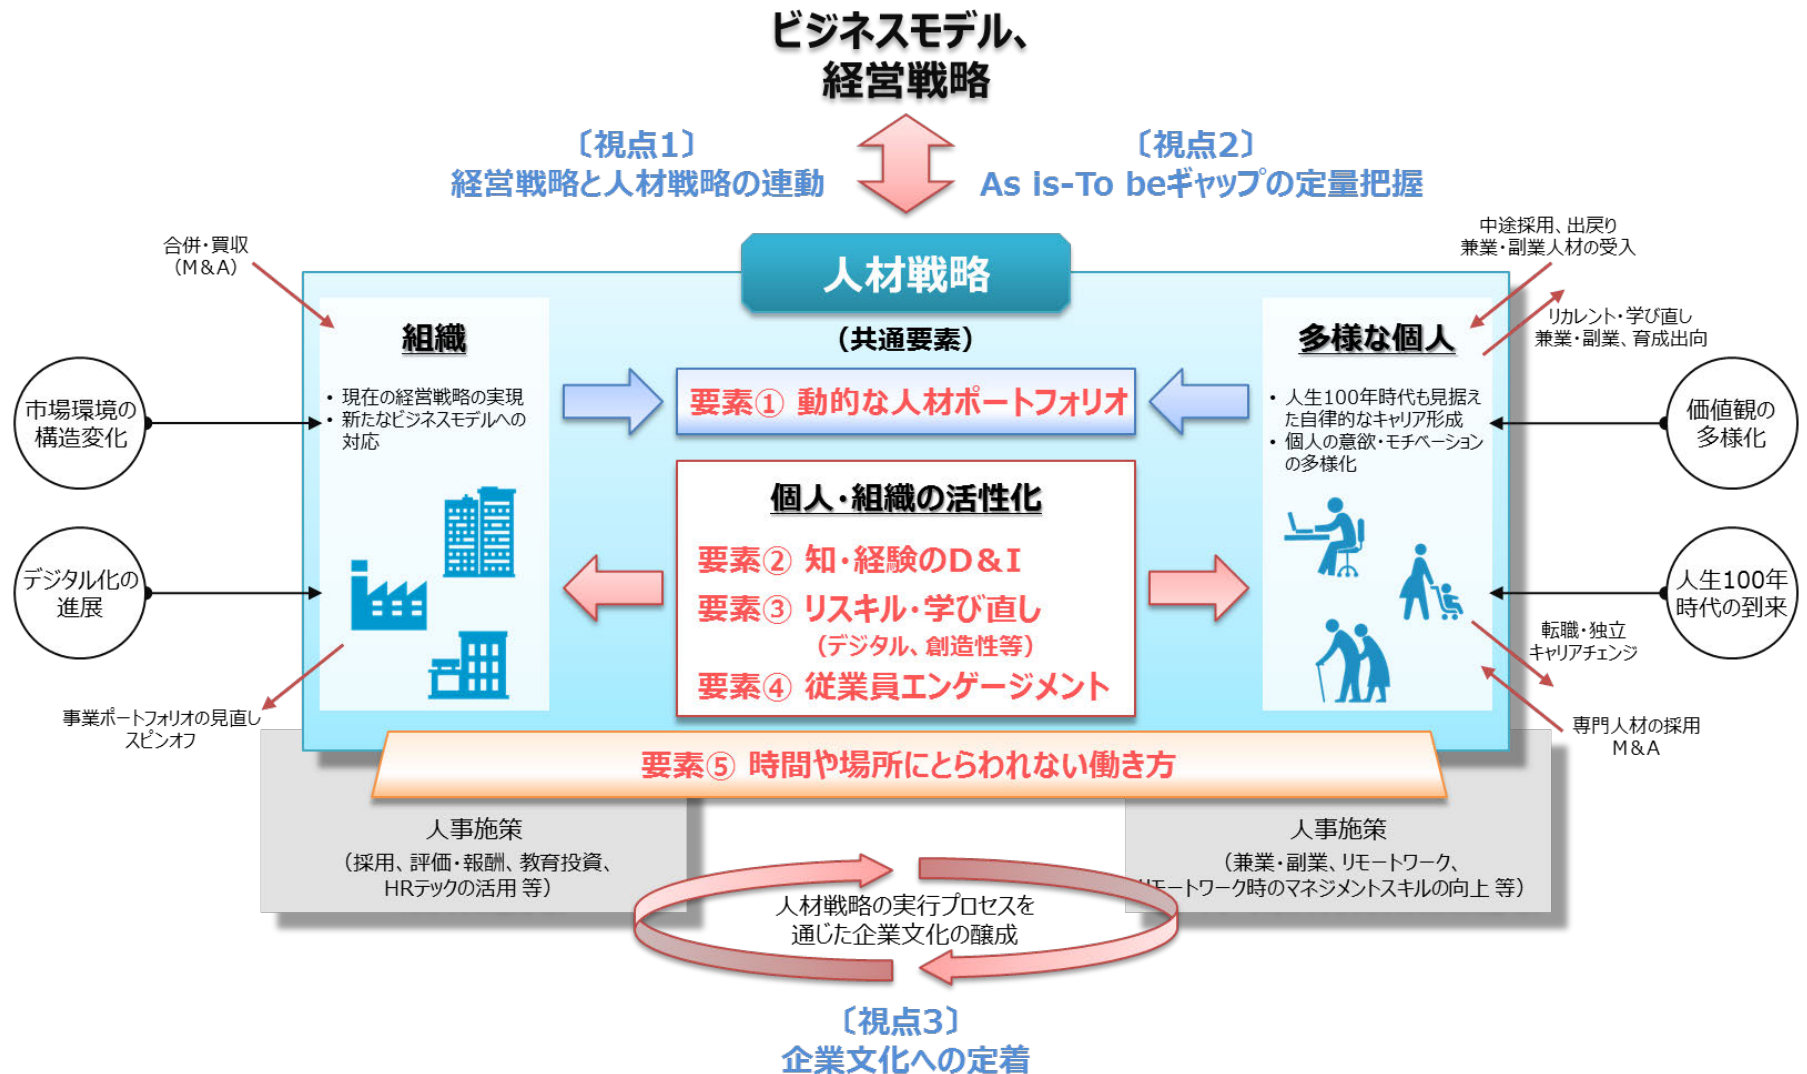 ビジネスモデル、
経営戦略
〔視点1〕
経営戦略と人材戦略の連動
〔視点2〕
As is-To beギャップの定量把握
合併・買収
（M＆A）
中途採用、出戻り
兼業・副業人材の受入
人材戦略
（共通要素）
リカレント・学び直し
兼業・副業、育成出向
組織
• 現在の経営戦略の実現
• 新たなビジネスモデルへの
対応
多様な個人
• 人生100年時代も見据え
た自律的なキャリア形成
• 個人の意欲・モチベーション
の多様化
要素① 動的な人材ポートフォリオ
市場環境の
構造変化
デジタル化の
進展
価値観の
多様化
人生100年
時代の到来
個人・組織の活性化
要素② 知・経験のＤ＆Ｉ
要素③ リスキル・学び直し
（デジタル、創造性等）
要素④ 従業員エンゲージメント
転職・独立
キャリアチェンジ
事業ポートフォリオの見直し
スピンオフ
専門人材の採用
M＆A
要素⑤ 時間や場所にとらわれない働き方
人事施策
（採用、評価・報酬、教育投資、
HRテックの活用 等）
人事施策
（兼業・副業、リモートワーク、
リモートワーク時のマネジメントスキルの向上 等）
人材戦略の実行プロセスを
通じた企業文化の醸成
〔視点3〕
企業文化への定着